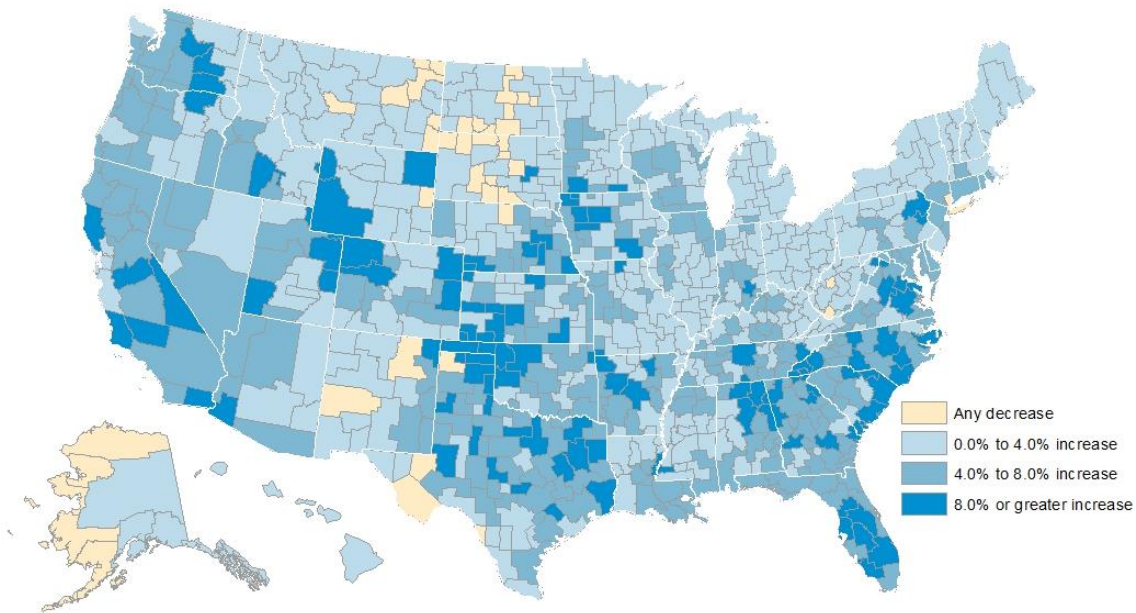 Any decrease
0.0% to 4.0% increase
4.0% to 8.0% increase
8.0% or greater increase